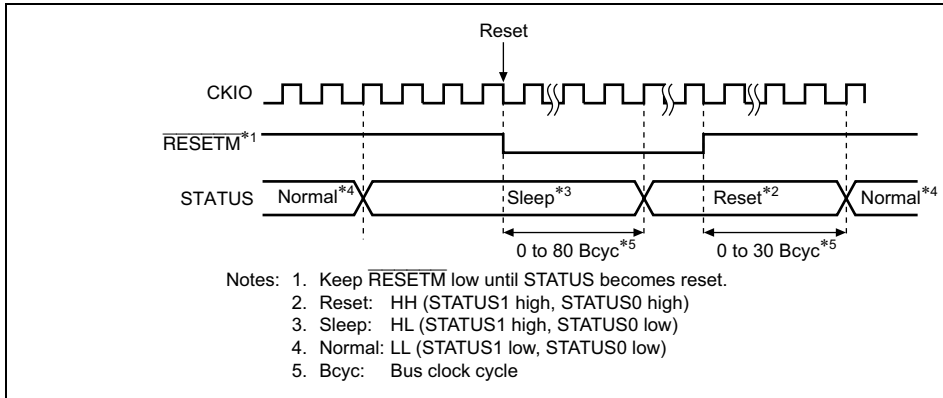 Reset
CKIO
RESETM*1
STATUS Normal*4 Sleep*3 Reset*2 Normal*4
0 to 80 Bcyc*5 0 to 30 Bcyc*5
Notes: 1. Keep RESETM low until STATUS becomes reset.
2. Reset: HH (STATUS1 high, STATUS0 high)
3. Sleep: HL (STATUS1 high, STATUS0 low)
4. Normal: LL (STATUS1 low, STATUS0 low)
5. Bcyc: Bus clock cycle